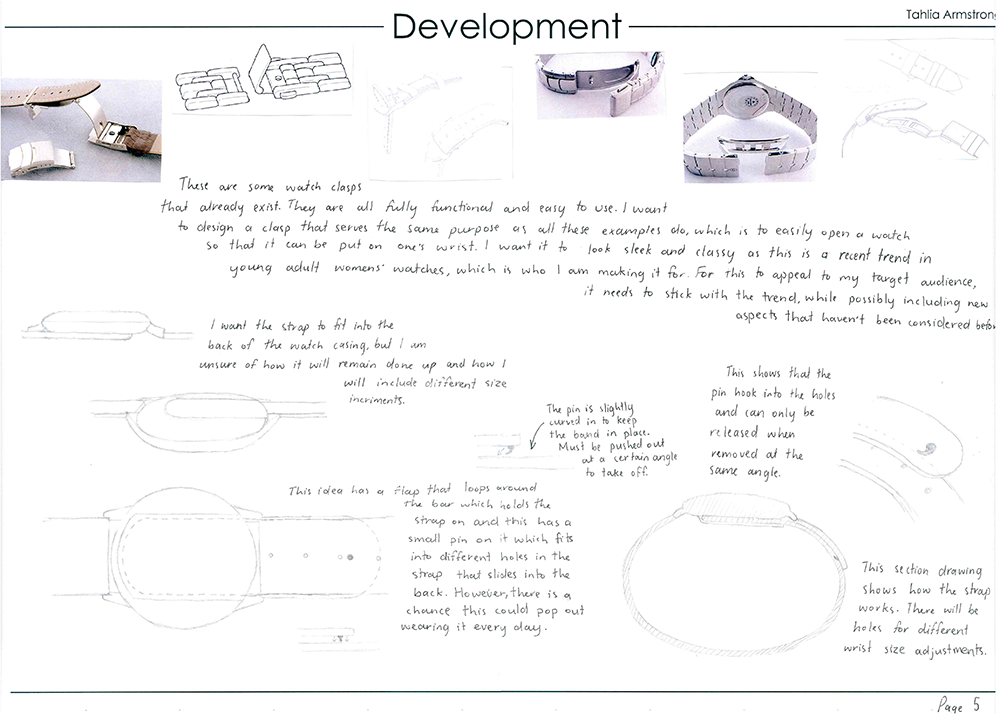 Development
Tahlia Armstrong
These are some watch clasps
that already exist. They are all fully functional and easy to use. I want
to design a clasp that serves the same purpose as all these examples do, which is to easily open a watch
so that it can be put on one's wrist. I want it to look sleek and classy as this is a recent trend in
young adult womens' watches, which is who I am making it for. For this to appeal to my target audience,
it needs to stick with the trend, while possibly including new
aspects that haven't been considered before
I want the strap to fit into the
back of the watch casing, but I am
unsure of how it will remain done up and how I
will include different size
incriments.
The pin is slightly
curved in to keep
the band in place.
Must be pushed out
at a certain angle
to take off.
This shows that the
pin hook into the holes
and can only be
released when
removed at the
same angle.
This idea has a flap that loops around
the bar which holds the
strap on and this has a
small pin on it which fits
into different holes in the
strap that slides into the
back. However, there is a
chance this could pop out
wearing it every day.
This section drawing
shows how the strap
works. There will be
holes for different
wrist size adjustments.
Page 5